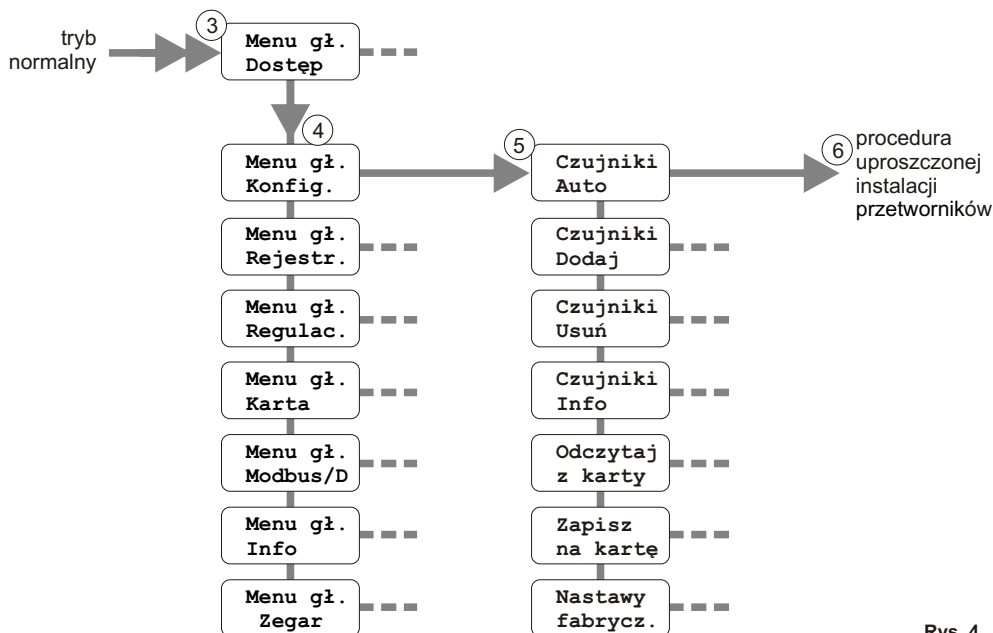 tryb
normalny
3
Menu gł.
Dostęp
4
Menu gł.
Konfig.
5
Czujniki
Auto
6
procedura
uproszczonej
instalacji
przetworników
Menu gł.
Rejestr.
Czujniki
Dodaj
Menu gł.
Regulac.
Czujniki
Usuń
Menu gł.
Karta
Czujniki
Info
Menu gł.
Modbus/D
Odczytaj
z karty
Menu gł.
Info
Zapisz
na kartę
Menu gł.
Zegar
Nastawy
fabrycz.
Rys. 4